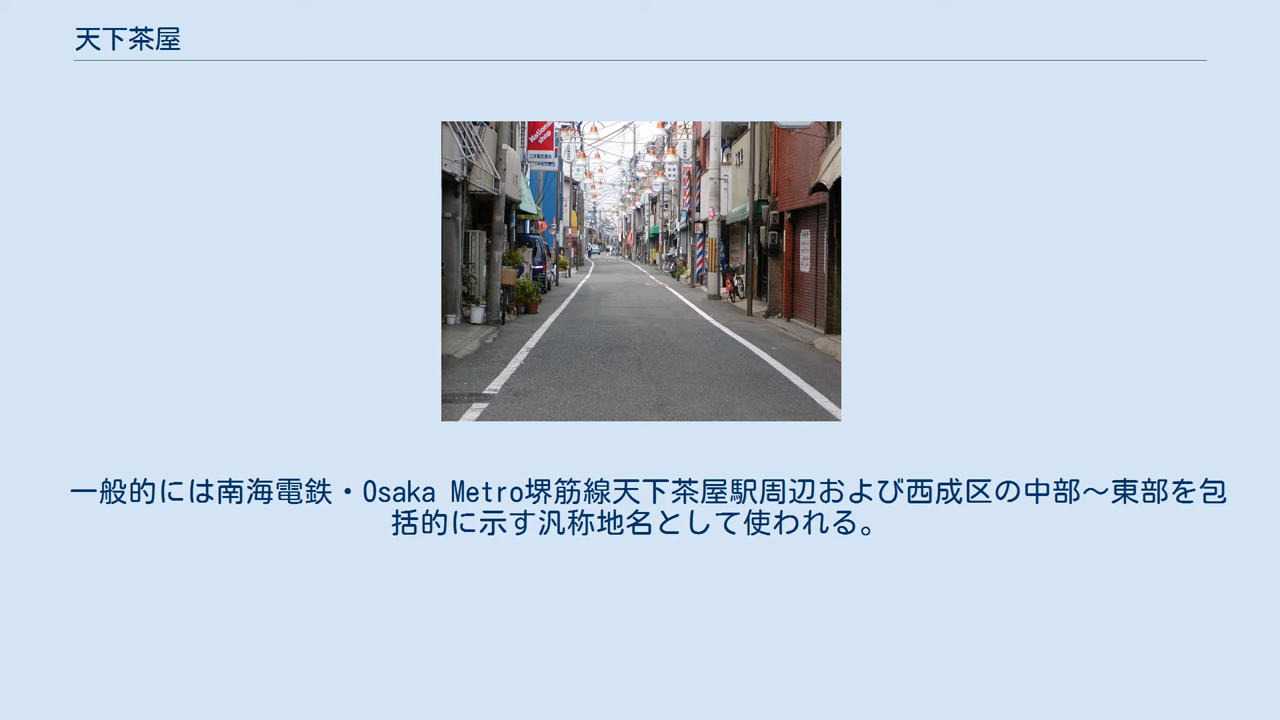 天下茶屋
National
shop
一般的には南海電鉄・Osaka Metro堺筋線天下茶屋駅周辺および西成区の中部～東部を包
括的に示す汎称地名として使われる。